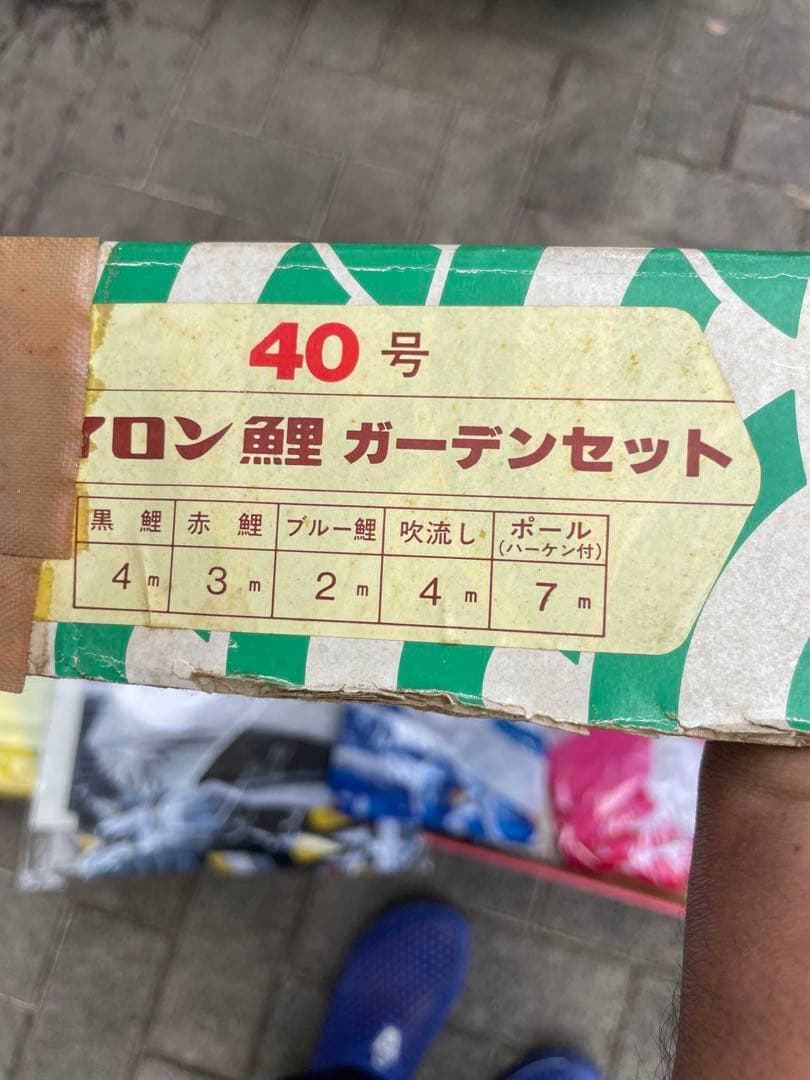 40号
イロン鯉 ガーデンセット
黒鯉 赤鯉 ブルー鯉 吹流し ポール
(ハーケン付)
4m 3m 2m 4m 7m